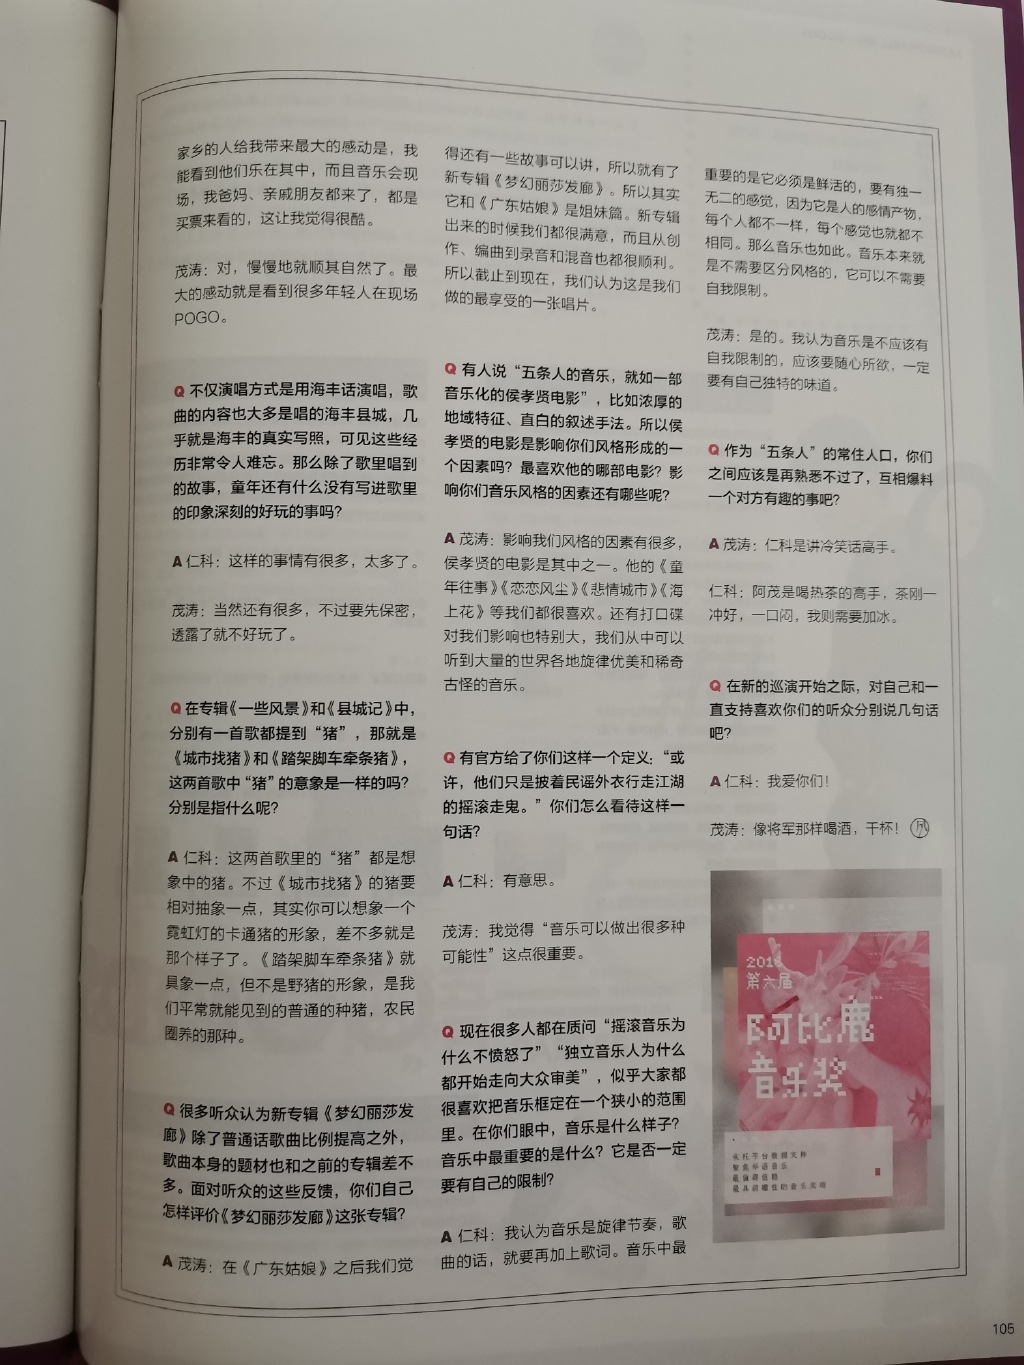 家乡的人给我带来最大的感动是，我
能看到他们乐在其中，而且音乐会现
场，我爸妈、亲戚朋友都来了，都是
买票来看的，这让我觉得很酷。
茂涛：对，慢慢地就顺其自然了。最
大的感动就是看到很多年轻人在现场
POGO。
Q 不仅演唱方式是用海丰话演唱，歌
曲的内容也大多是唱的海丰县城，几
乎就是海丰的真实写照，可见这些经
历非常令人难忘。那么除了歌里唱到
的故事，童年还有什么没有写进歌里
的印象深刻的好玩的事吗？
A 仁科：这样的事情有很多，太多了。
茂涛：当然还有很多，不过要先保密，
透露了就不好玩了。
Q 在专辑《一些风景》和《县城记》中，
分别有一首歌都提到“猪”，那就是
《城市找猪》和《踏架脚车牵条猪》，
这两首歌中“猪”的意象是一样的吗？
分别是指什么呢？
A 仁科：这两首歌里的“猪”都是想
象中的猪。不过《城市找猪》的猪要
相对抽象一点，其实你可以想象一个
霓虹灯的卡通猪的形象，差不多就是
那个样子了。《踏架脚车牵条猪》就
具象一点，但不是野猪的形象，是我
们平常就能见到的普通的种猪，农民
圈养的那种。
Q 很多听众认为新专辑《梦幻丽莎发
廊》除了普通话歌曲比例提高之外，
歌曲本身的题材也和之前的专辑差不
多。面对听众的这些反馈，你们自己
怎样评价《梦幻丽莎发廊》这张专辑？
A 茂涛：在《广东姑娘》之后我们觉
得还有一些故事可以讲，所以就有了
新专辑《梦幻丽莎发廊》。所以其实
它和《广东姑娘》是姐妹篇。新专辑
出来的时候我们都很满意，而且从创
作、编曲到录音和混音也都很顺利。
所以截止到现在，我们认为这是我们
做的最享受的一张唱片。
Q 有人说“五条人的音乐，就如一部
音乐化的侯孝贤电影”，比如浓厚的
地域特征、直白的叙述手法。所以侯
孝贤的电影是影响你们风格形成的一
个因素吗？最喜欢他的哪部电影？影
响你们音乐风格的因素还有哪些呢？
A 茂涛：影响我们风格的因素有很多，
侯孝贤的电影是其中之一。他的《童
年往事》《恋恋风尘》《悲情城市》《海
上花》等我们都很喜欢。还有打口碟
对我们影响也特别大，我们从中可以
听到大量的世界各地旋律优美和稀奇
古怪的音乐。
Q 有官方给了你们这样一个定义：“或
许，他们只是披着民谣外衣行走江湖
的摇滚走鬼。”你们怎么看待这样一
句话？
A 仁科：有意思。
茂涛：我觉得“音乐可以做出很多种
可能性”这点很重要。
Q 现在很多人都在质问“摇滚音乐为
什么不愤怒了”“独立音乐人为什么
都开始走向大众审美”，似乎大家都
很喜欢把音乐框定在一个狭小的范围
里。在你们眼中，音乐是什么样子？
音乐中最重要的是什么？它是否一定
要有自己的限制？
A 仁科：我认为音乐是旋律节奏，歌
曲的话，就要再加上歌词。音乐中最
重要的是它必须是鲜活的，要有独一
无二的感觉，因为它是人的感情产物，
每个人都不一样，每个感觉也就都不
相同。那么音乐也如此。音乐本来就
是不需要区分风格的，它可以不需要
自我限制。
茂涛：是的。我认为音乐是不应该有
自我限制的，应该要随心所欲，一定
要有自己独特的味道。
Q 作为“五条人”的常住人口，你们
之间应该是再熟悉不过了，互相爆料
一个对方有趣的事吧？
A 茂涛：仁科是讲冷笑话高手。
仁科：阿茂是喝热茶的高手，茶刚一
冲好，一口闷，我则需要加冰。
Q 在新的巡演开始之际，对自己和一
直支持喜欢你们的听众分别说几句话
吧？
A 仁科：我爱你们！
茂涛：像将军那样喝酒，干杯！
第六届
阿比鹿
音乐奖
聚焦华语音乐
105